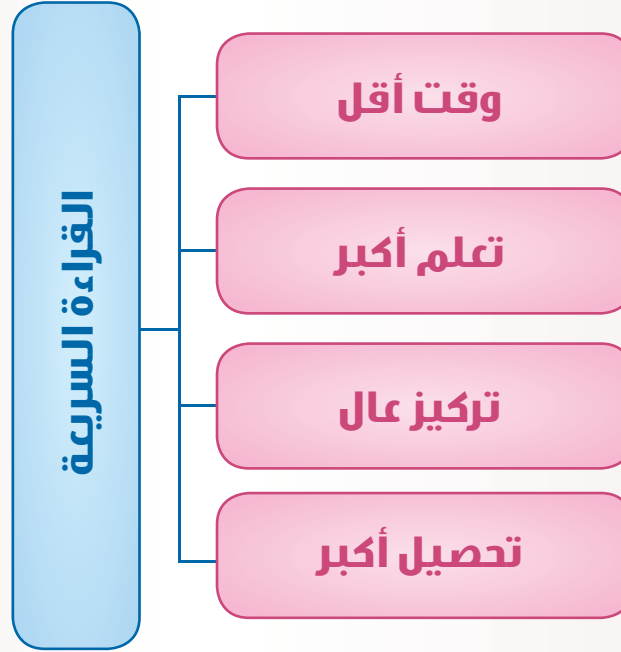 القراءة السريعة
وقت أقل
تعلم أكبر
تركيز عال
تحصيل أكبر